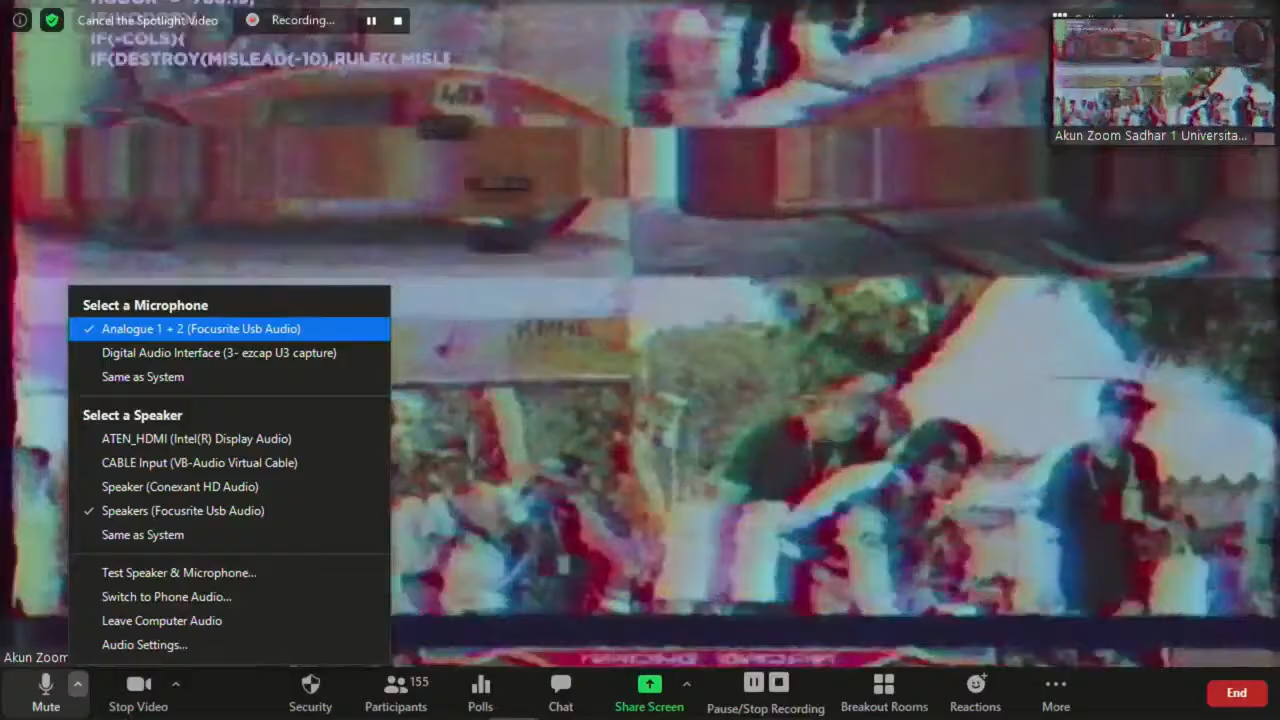 Cancel the Spotlight Video
Recording...
IF(-COLS){
IF(DESTROY(MISLEAD(-10),RULE((MISLE
Akun Zoom Sadhar 1 Universita...
Select a Microphone
Analogue 1 + 2 (Focusrite Usb Audio)
Digital Audio Interface (3- ezcap U3 capture)
Same as System
Select a Speaker
ATEN_HDMI (Intel(R) Display Audio)
CABLE Input (VB-Audio Virtual Cable)
Speaker (Conexant HD Audio)
Speakers (Focusrite Usb Audio)
Same as System
Test Speaker & Microphone...
Switch to Phone Audio...
Leave Computer Audio
Audio Settings...
Akun Zoom
Mute
Stop Video
Security
Participants
155
Polls
Chat
Share Screen
Pause/Stop Recording
Breakout Rooms
Reactions
More
End